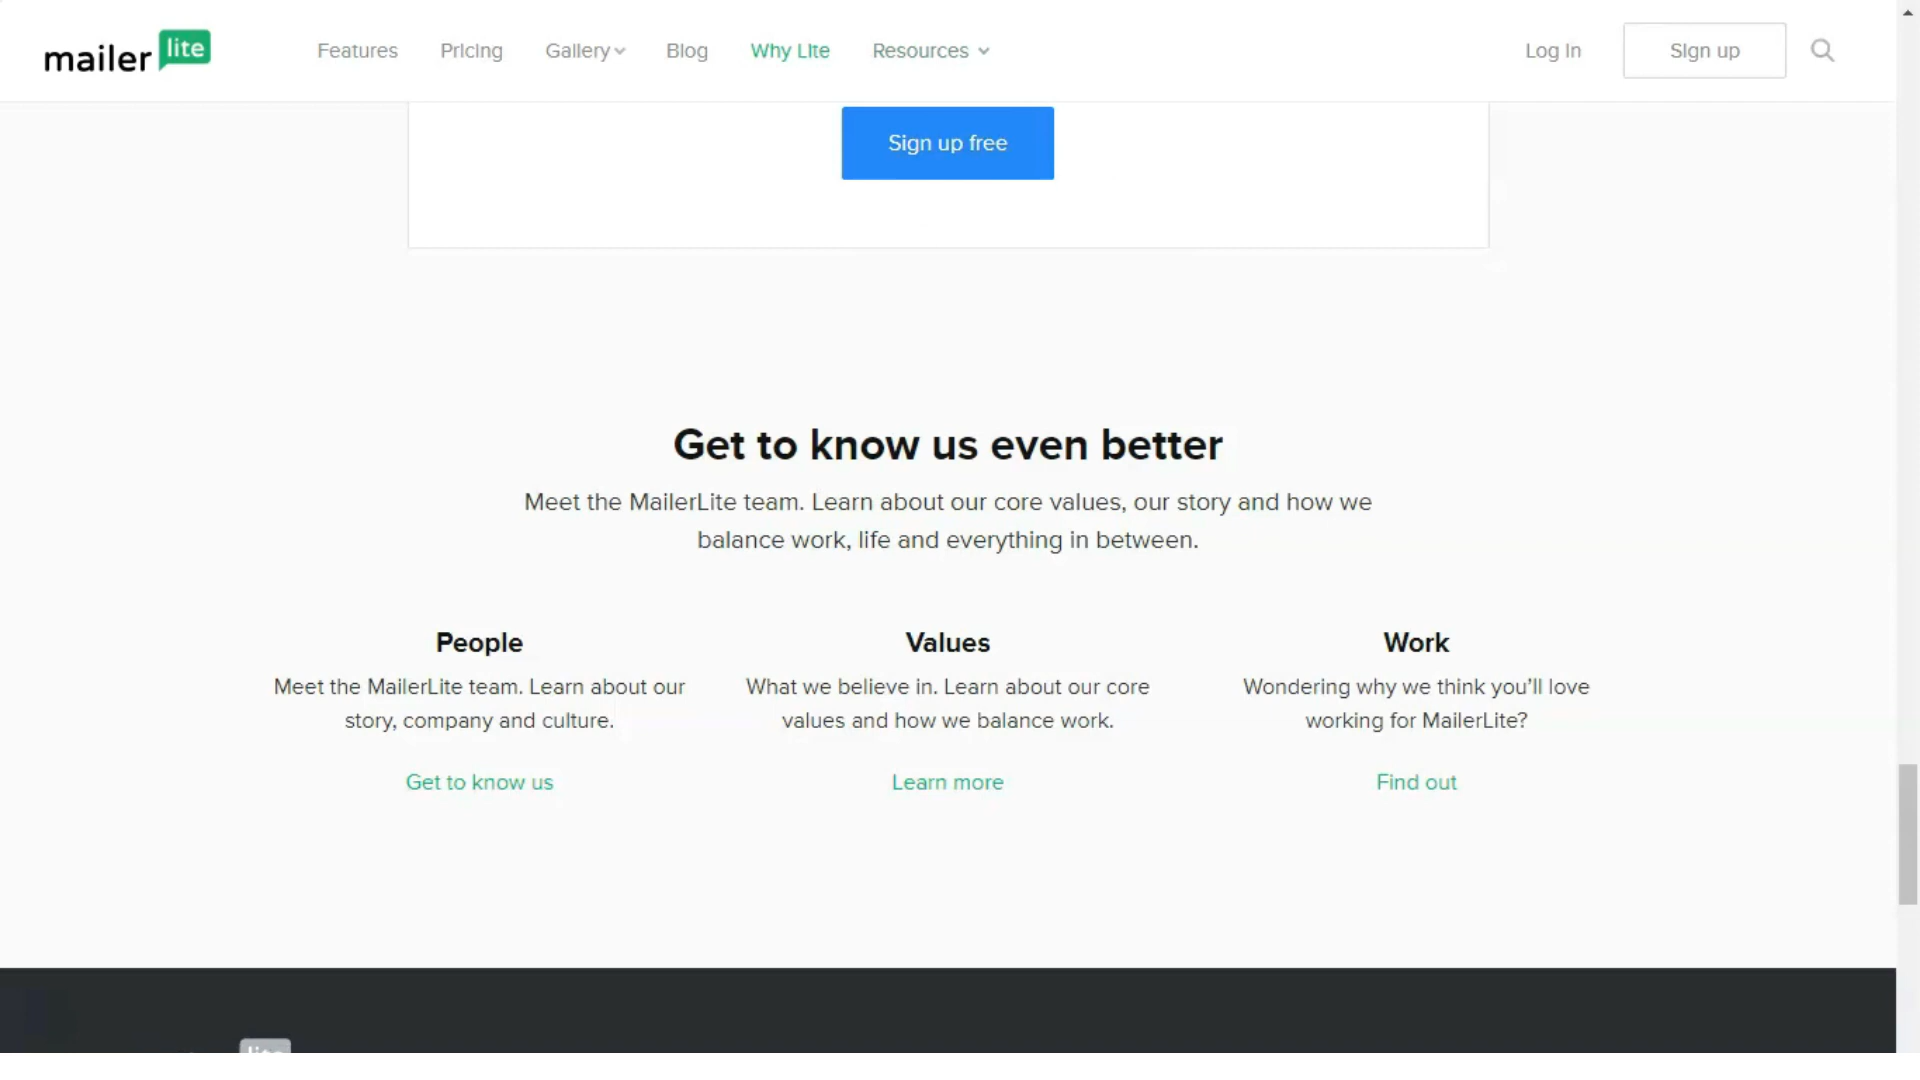 mailer lite
Features Pricing Gallery Blog Why Lite Resources Log In Sign up
Sign up free
Get to know us even better
Meet the MailerLite team. Learn about our core values, our story and how we
balance work, life and everything in between.
People
Meet the MailerLite team. Learn about our
story, company and culture.
Get to know us
Values
What we believe in. Learn about our core
values and how we balance work.
Learn more
Work
Wondering why we think you'll love
working for MailerLite?
Find out